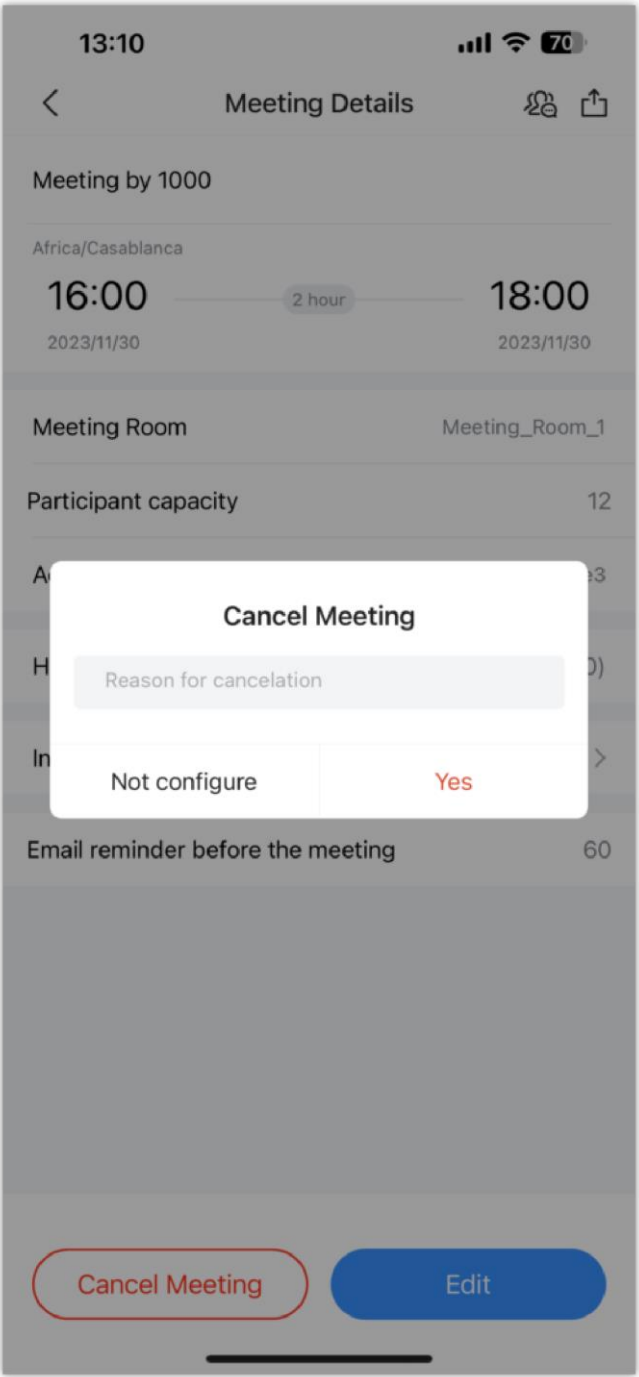 13:10 70
Meeting Details
Meeting by 1000
Africa/Casablanca
16:00 2 hour 18:00
2023/11/30 2023/11/30
Meeting Room Meeting_Room_1
Participant capacity 12
Cancel Meeting
Reason for cancelation
Not configure Yes
Email reminder before the meeting 60
Cancel Meeting Edit